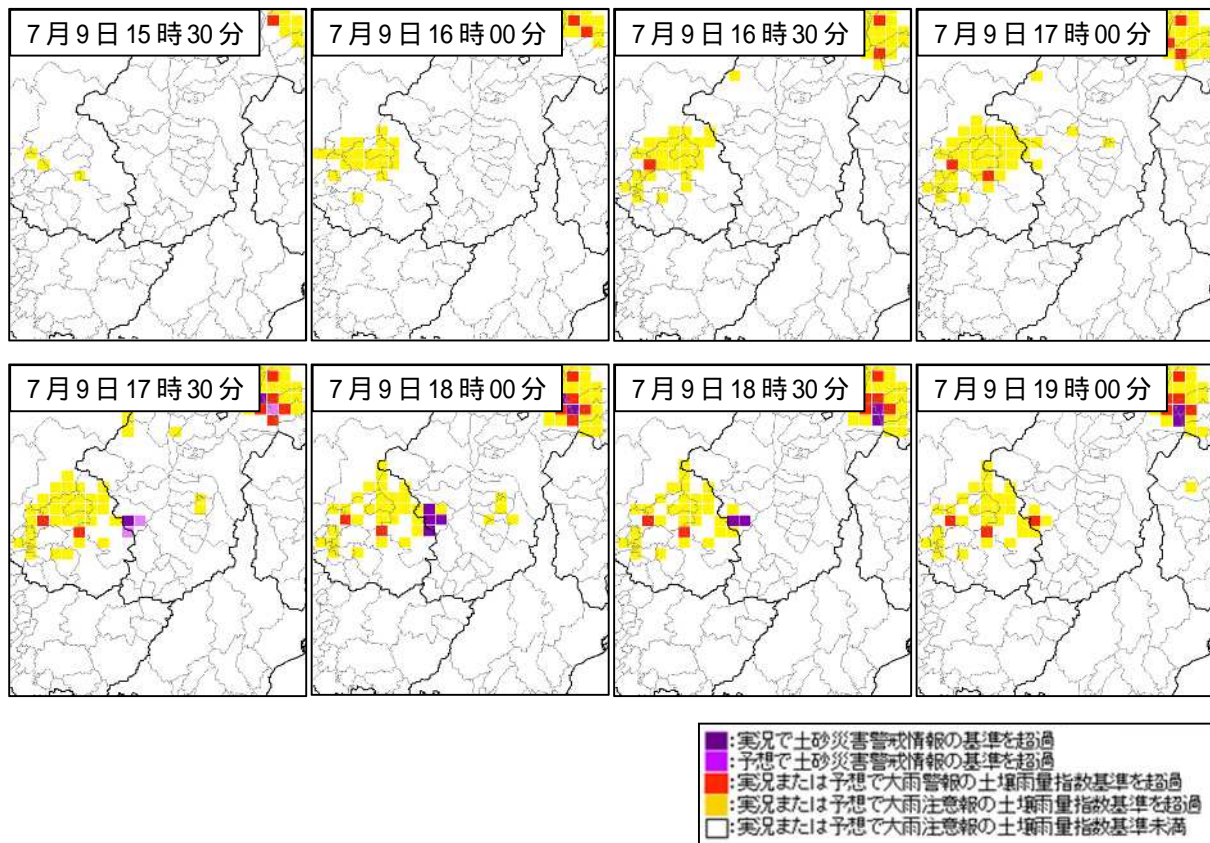 7月9日15時30分
7月9日16時00分
7月9日16時30分
7月9日17時00分
7月9日17時30分
7月9日18時00分
7月9日18時30分
7月9日19時00分
:実況で土砂災害警戒情報の基準を超過
:予想で土砂災害警戒情報の基準を超過
:実況または予想で大雨警報の土壌雨量指数基準を超過
:実況または予想で大雨注意報の土壌雨量指数基準を超過
:実況または予想で大雨注意報の土壌雨量指数基準未満